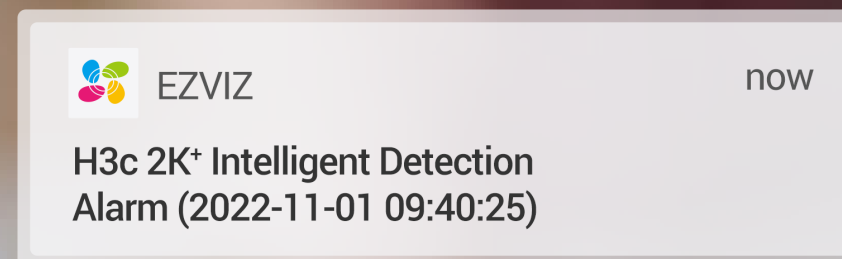 EZVIZ
now
H3c 2K⁺ Intelligent Detection
Alarm (2022-11-01 09:40:25)